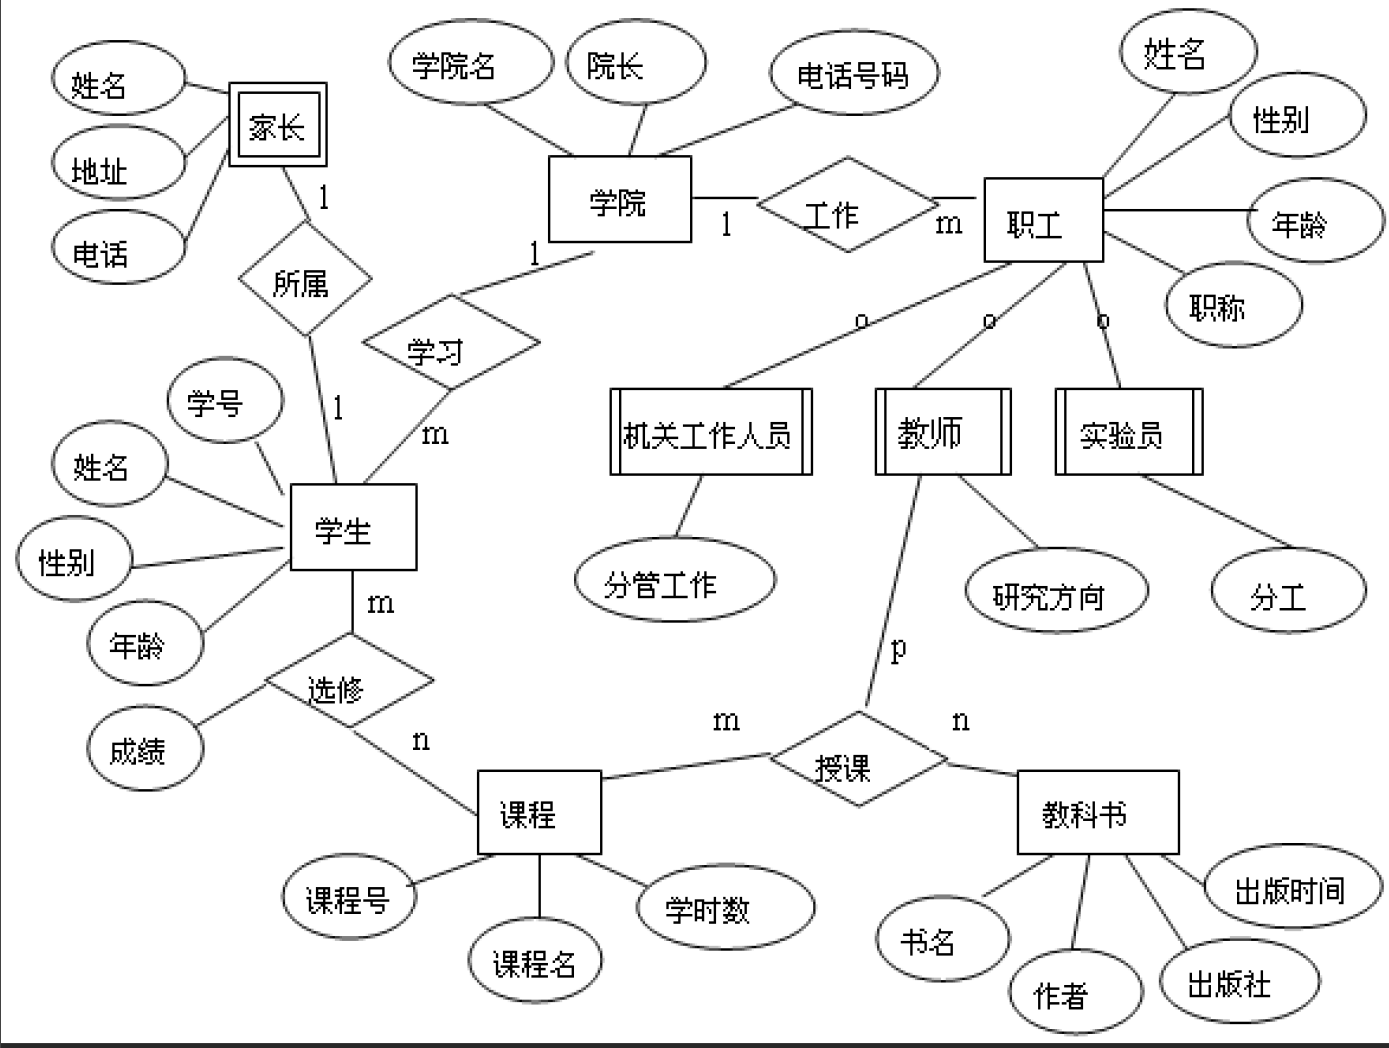 姓名
学院名
院长
电话号码
姓名
性别
家长
地址
电话
1
学院
1
工作
m
职工
年龄
职称
所属
1
学习
o
o
o
学号
1
m
机关工作人员
教师
实验员
姓名
学生
性别
分管工作
研究方向
分工
年龄
m
选修
成绩
n
p
m
授课
n
课程
教科书
课程号
课程名
学时数
书名
作者
出版社
出版时间